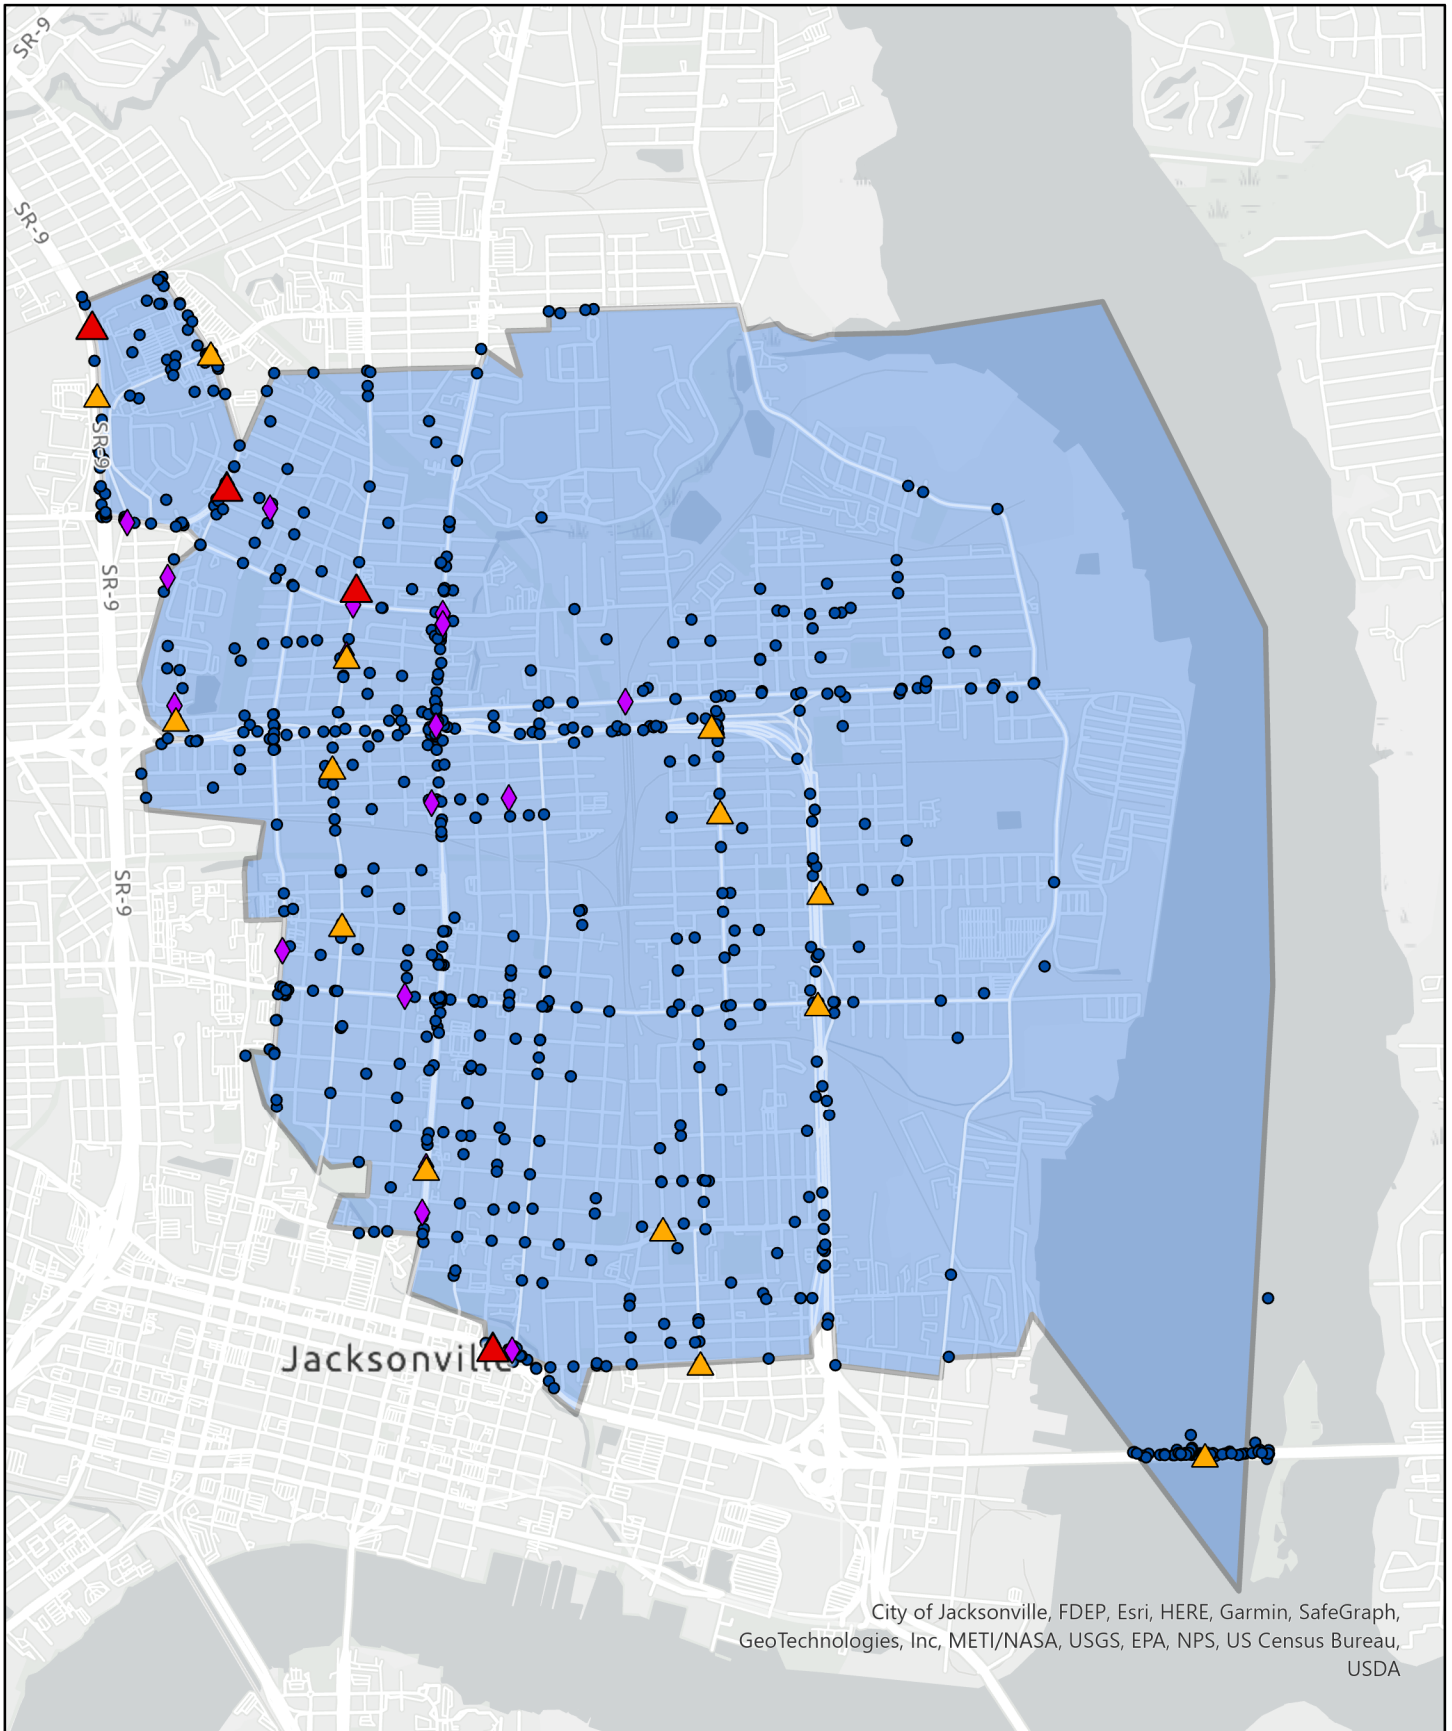 SR-9
SR-9
SR-9
SR-9
SR-9
Jacksonville
City of Jacksonville, FDEP, Esri, HERE, Garmin, SafeGraph,
GeoTechnologies, Inc, METI/NASA, USGS, EPA, NPS, US Census Bureau,
USDA